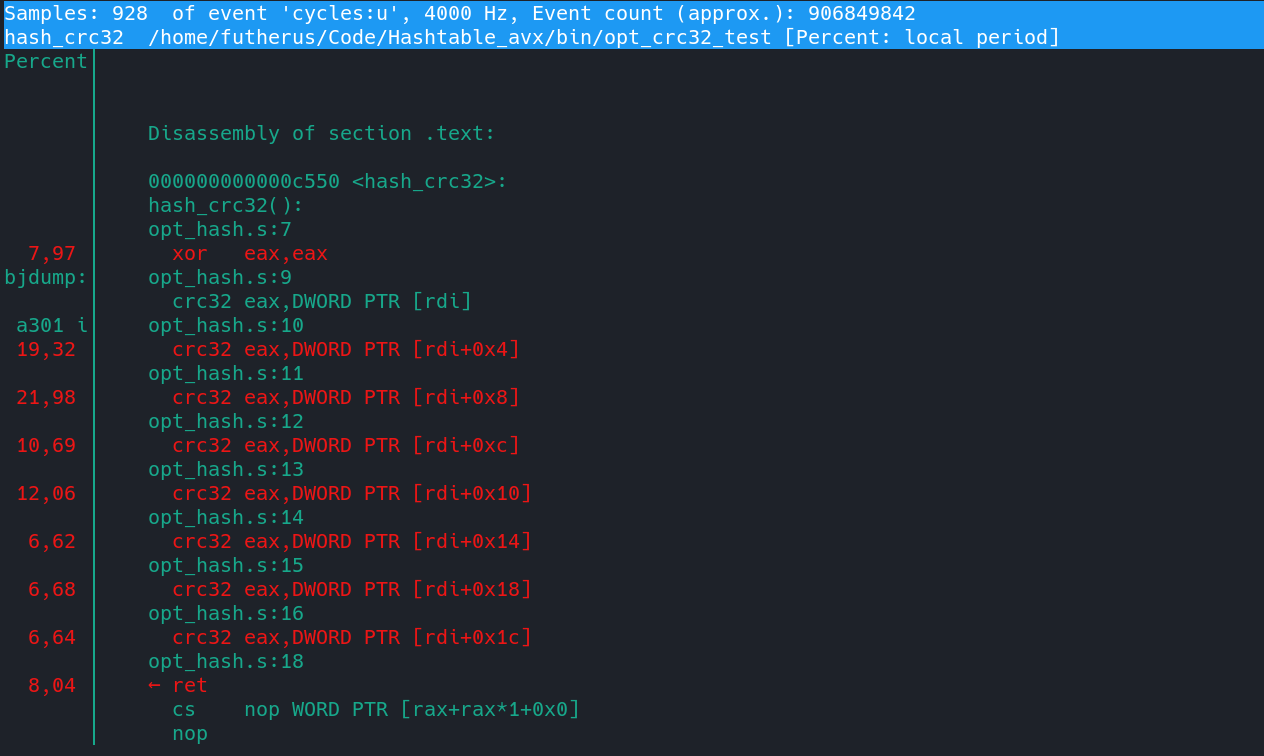 Samples: 928  of event 'cycles:u', 4000 Hz, Event count (approx.): 906849842
hash_crc32  /home/futherus/Code/Hashtable_avx/bin/opt_crc32_test [Percent: local period]
Percent
Disassembly of section .text:
000000000000c550 <hash_crc32>:
hash_crc32():
opt_hash.s:7
7,97 xor   eax,eax
bjdump: opt_hash.s:9
crc32 eax,DWORD PTR [rdi]
a301 i opt_hash.s:10
19,32 crc32 eax,DWORD PTR [rdi+0x4]
opt_hash.s:11
21,98 crc32 eax,DWORD PTR [rdi+0x8]
opt_hash.s:12
10,69 crc32 eax,DWORD PTR [rdi+0xc]
opt_hash.s:13
12,06 crc32 eax,DWORD PTR [rdi+0x10]
opt_hash.s:14
6,62 crc32 eax,DWORD PTR [rdi+0x14]
opt_hash.s:15
6,68 crc32 eax,DWORD PTR [rdi+0x18]
opt_hash.s:16
6,64 crc32 eax,DWORD PTR [rdi+0x1c]
opt_hash.s:18
8,04 ← ret
cs    nop WORD PTR [rax+rax*1+0x0]
nop